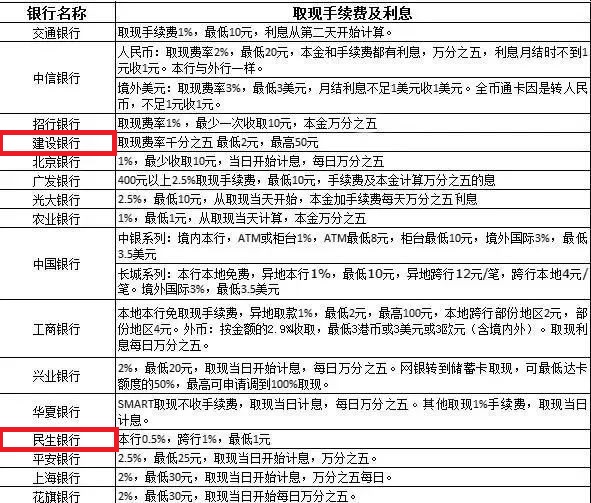 银行名称 取现手续费及利息
交通银行 取现手续费1%，最低10元，利息从第二天开始计算。
人民币：取现费率2%，最低20元，本金和手续费都有利息，万分之五，利息月结时不到1
元收1元。本行与外行一样。
中信银行
境外美元：取现费率3%，最低3美元，月结利息不足1美元收1美元。全币通卡因是转人民
币，不足1元收1元。
招行银行 取现费率1%，最少一次收取10元，本金万分之五
建设银行 取现费率千分之五 最低2元，最高50元
北京银行 1%，最少收取10元，当日开始计息，每日万分之五
广发银行 400元以上2.5%取现手续费，最低10元，手续费及本金计算万分之五的息
光大银行 2.5%，最低10元，从取现当天开始，本金加手续费每天万分之五利息
农业银行 1%，最低1元，从取现当天计算，本金万分之五
中银系列：境内本行，ATM或柜台1%，ATM最低8元，柜台最低10元，境外国际3%，最低
3.5美元
中国银行
长城系列：本行本地免费，异地本行1%，最低10元，异地跨行12元/笔，跨行本地4元/
笔。境外国际3%，最低3.5美元
本地本行免取现手续费，异地取款1%，最低2元，最高100元，本地跨行部份地区2元，部
工商银行 份地区4元。外币：按金额的2.9%收取，最低3港币或3美元或3欧元（含境内外）。取现利
息每日万分之五。
兴业银行 2%，最低20元，取现当日开始计息，每日万分之五。网银转到储蓄卡取现，可最低达卡
额度的50%，最高可申请调到100%取现。
华夏银行 SMART取现不收手续费，取现当日计息，每日万分之五。其他取现1%手续费，取现当日
计息。
民生银行 本行0.5%，跨行1%，最低1元
平安银行 2.5%，最低25元，取现当日开始计息，万分之五。
上海银行 2%，最低30元，取现当日开始计息，万分之五每日。
花旗银行 2%，最低30元，取现当日开始每日万分之五。